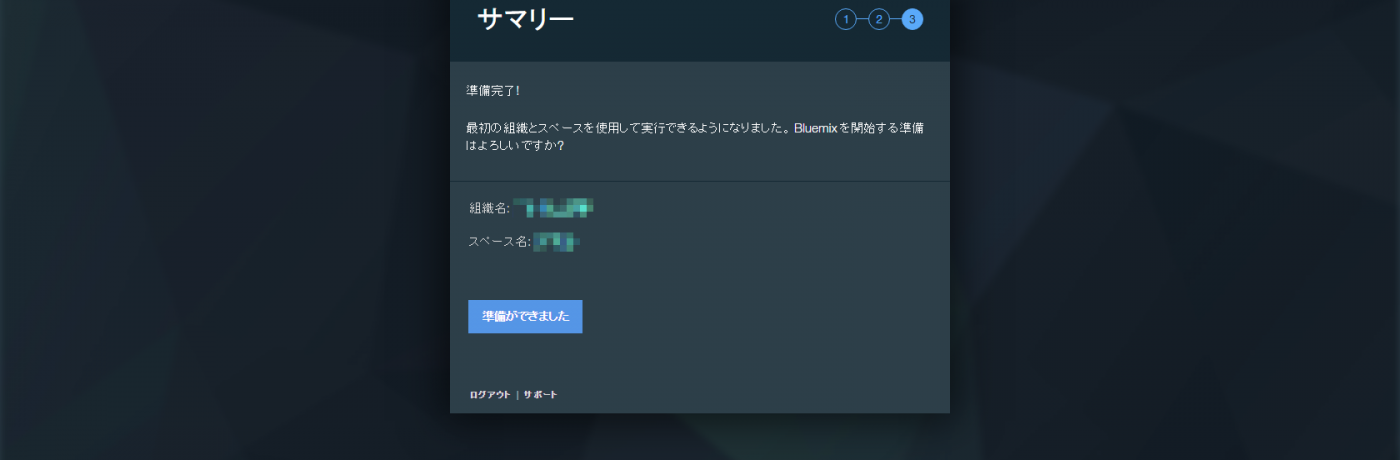 サマリー
1 2 3
準備完了!
最初の組織とスペースを使用して実行できるようになりました。Bluemixを開始する準備
はよろしいですか?
組織名:
スペース名:
準備ができました
ログアウト | サポート